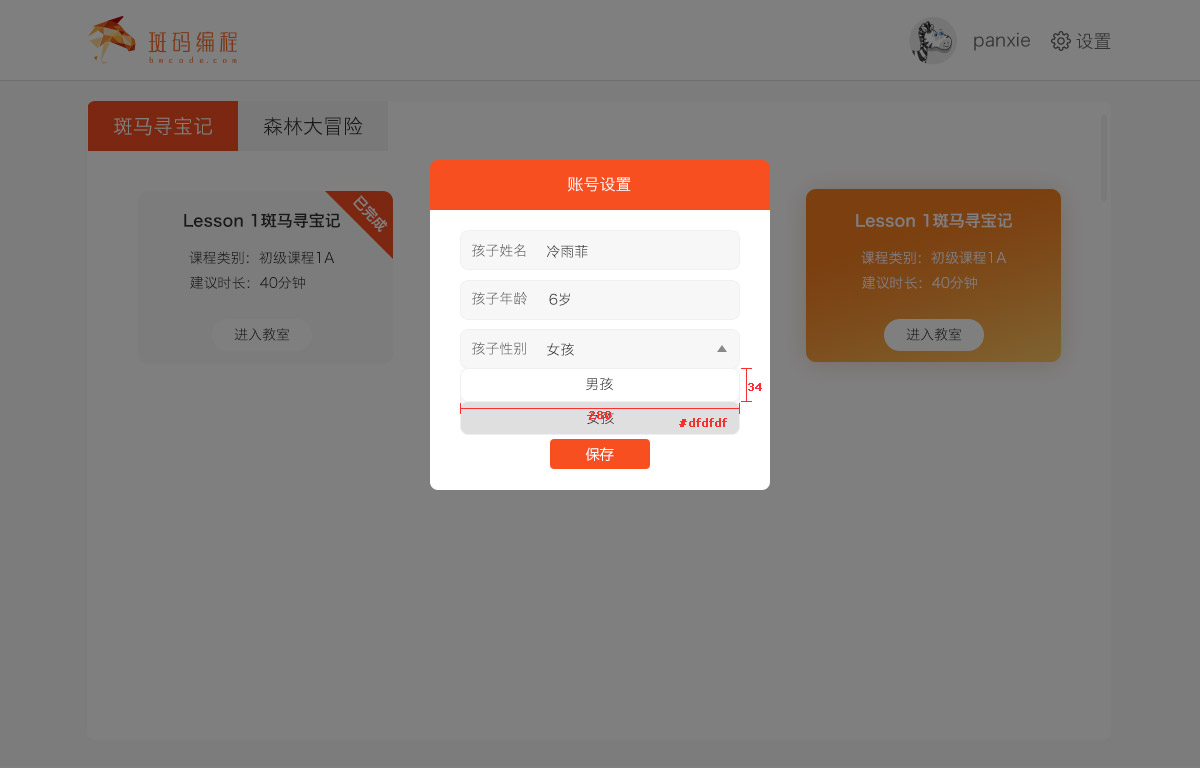 斑码编程
bmcode.com
panxie
设置
斑马寻宝记
森林大冒险
账号设置
Lesson 1斑马寻宝记
已完成
课程类别：初级课程1A
建议时长：40分钟
进入教室
孩子姓名 冷雨菲
孩子年龄 6岁
孩子性别 女孩
男孩
34
280
女孩
#dfdfdf
保存
Lesson 1斑马寻宝记
课程类别：初级课程1A
建议时长：40分钟
进入教室